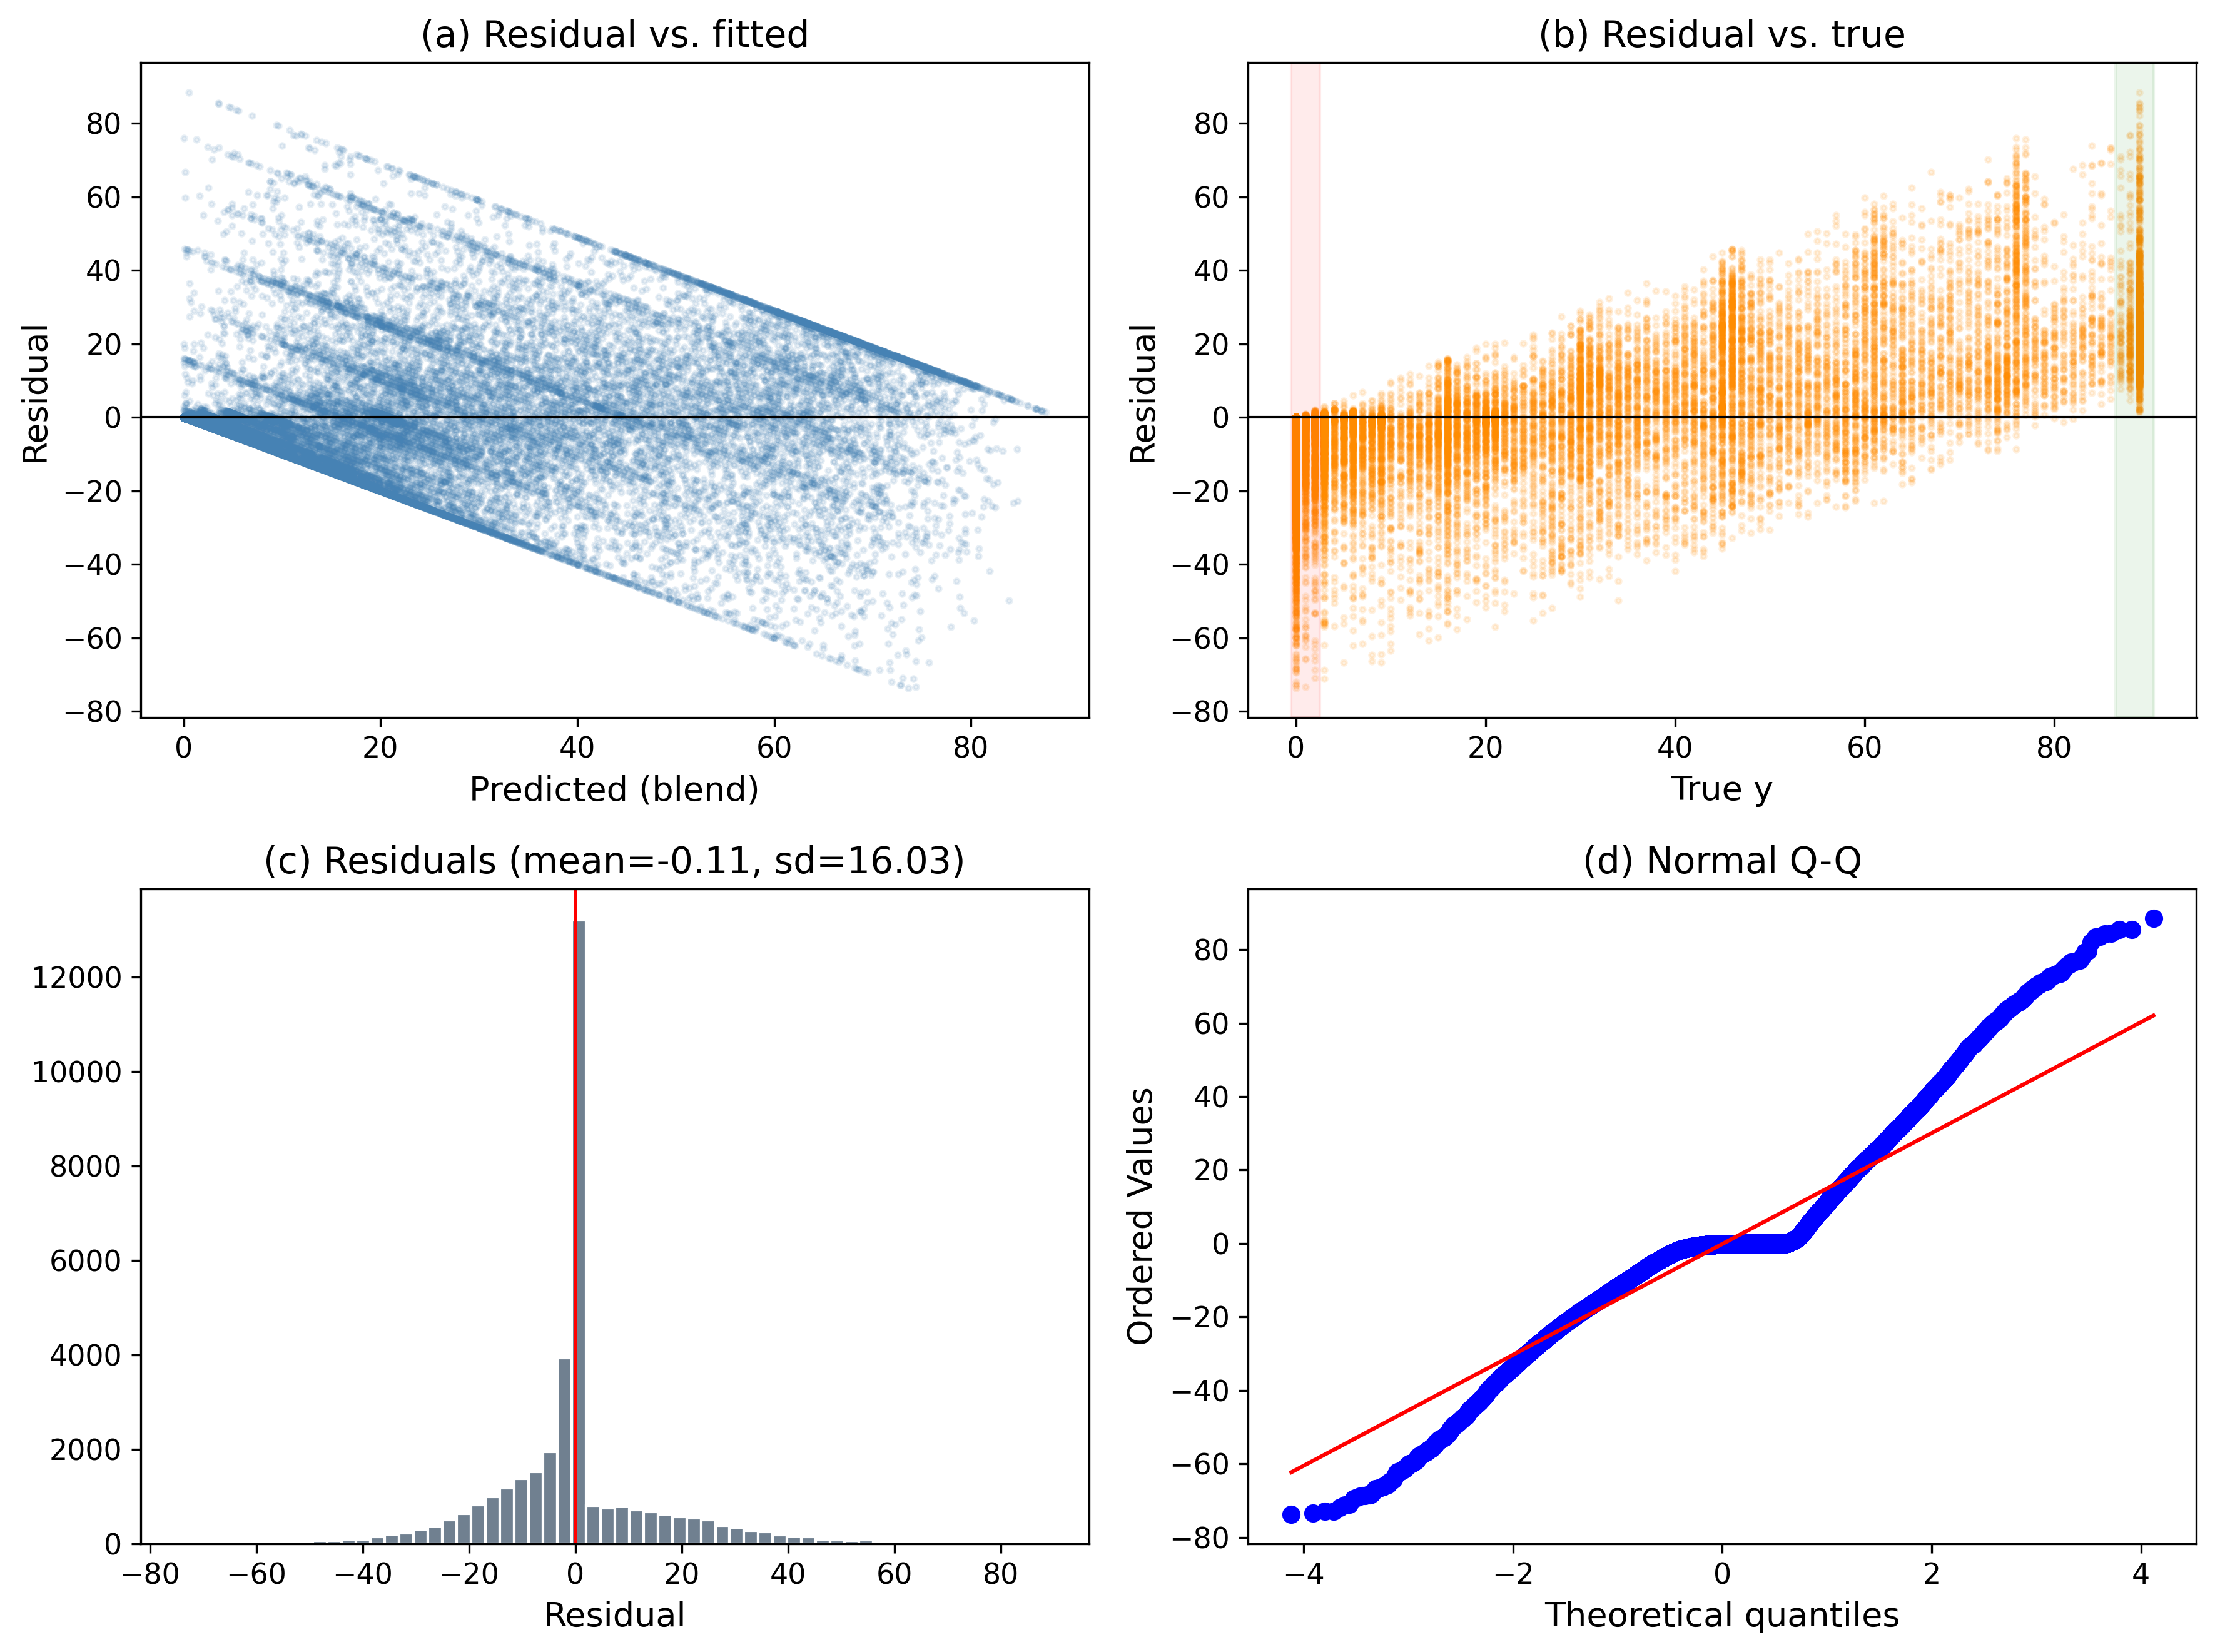 (a) Residual vs. fitted
80
60
40
20
0
−20
−40
−60
−80
Residual
0 20 40 60 80
Predicted (blend)
(b) Residual vs. true
80
60
40
20
0
−20
−40
−60
−80
Residual
0 20 40 60 80
True y
(c) Residuals (mean=-0.11, sd=16.03)
12000
10000
8000
6000
4000
2000
0
−80 −60 −40 −20 0 20 40 60 80
Residual
(d) Normal Q-Q
80
60
40
20
0
−20
−40
−60
−80
Ordered Values
−4 −2 0 2 4
Theoretical quantiles